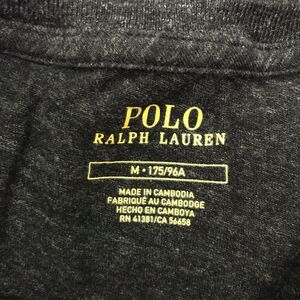 POLO
RALPH LAUREN
M • 175/96A
MADE IN CAMBODIA
FABRIQUÉ AU CAMBODGE
HECHO EN CAMBOYA
RN 41381/CA 56658